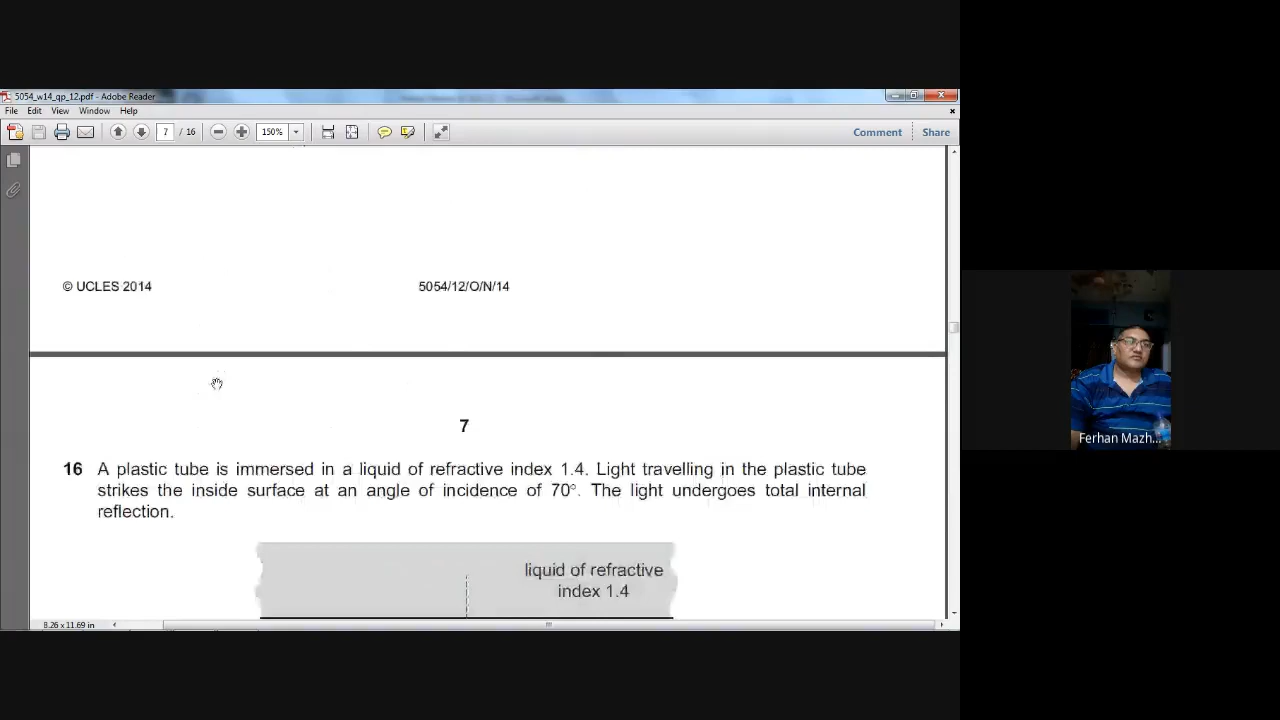 5054_w14_qp_12.pdf - Adobe Reader
File Edit View Window Help
7 / 16 150% Comment Share
© UCLES 2014 5054/12/O/N/14
7
16 A plastic tube is immersed in a liquid of refractive index 1.4. Light travelling in the plastic tube
strikes the inside surface at an angle of incidence of 70°. The light undergoes total internal
reflection.
liquid of refractive
index 1.4
8.26 x 11.69 in
Ferhan Mazh...